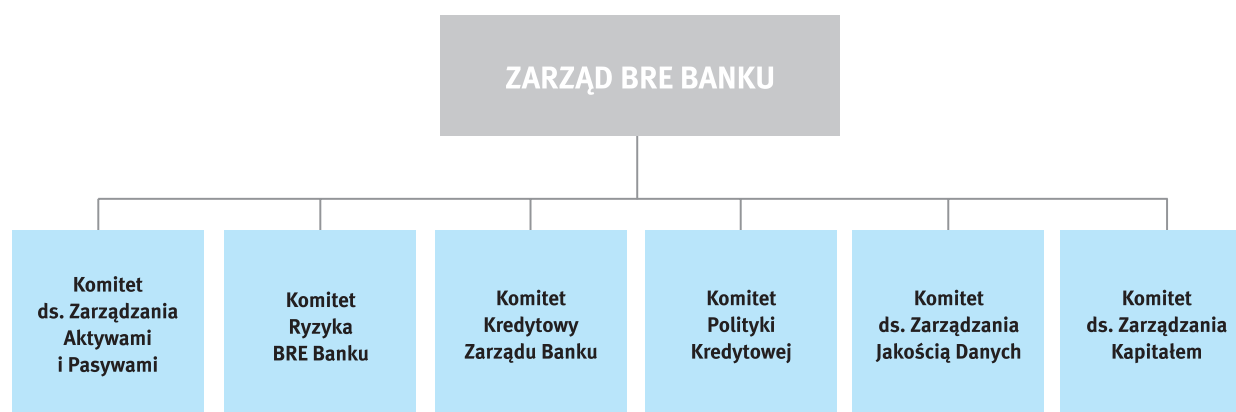 ZARZĄD BRE BANKU
Komitet
ds. Zarządzania
Aktywami
i Pasywami
Komitet
Ryzyka
BRE Banku
Komitet
Kredytowy
Zarządu Banku
Komitet
Polityki
Kredytowej
Komitet
ds. Zarządzania
Jakością Danych
Komitet
ds. Zarządzania
Kapitałem